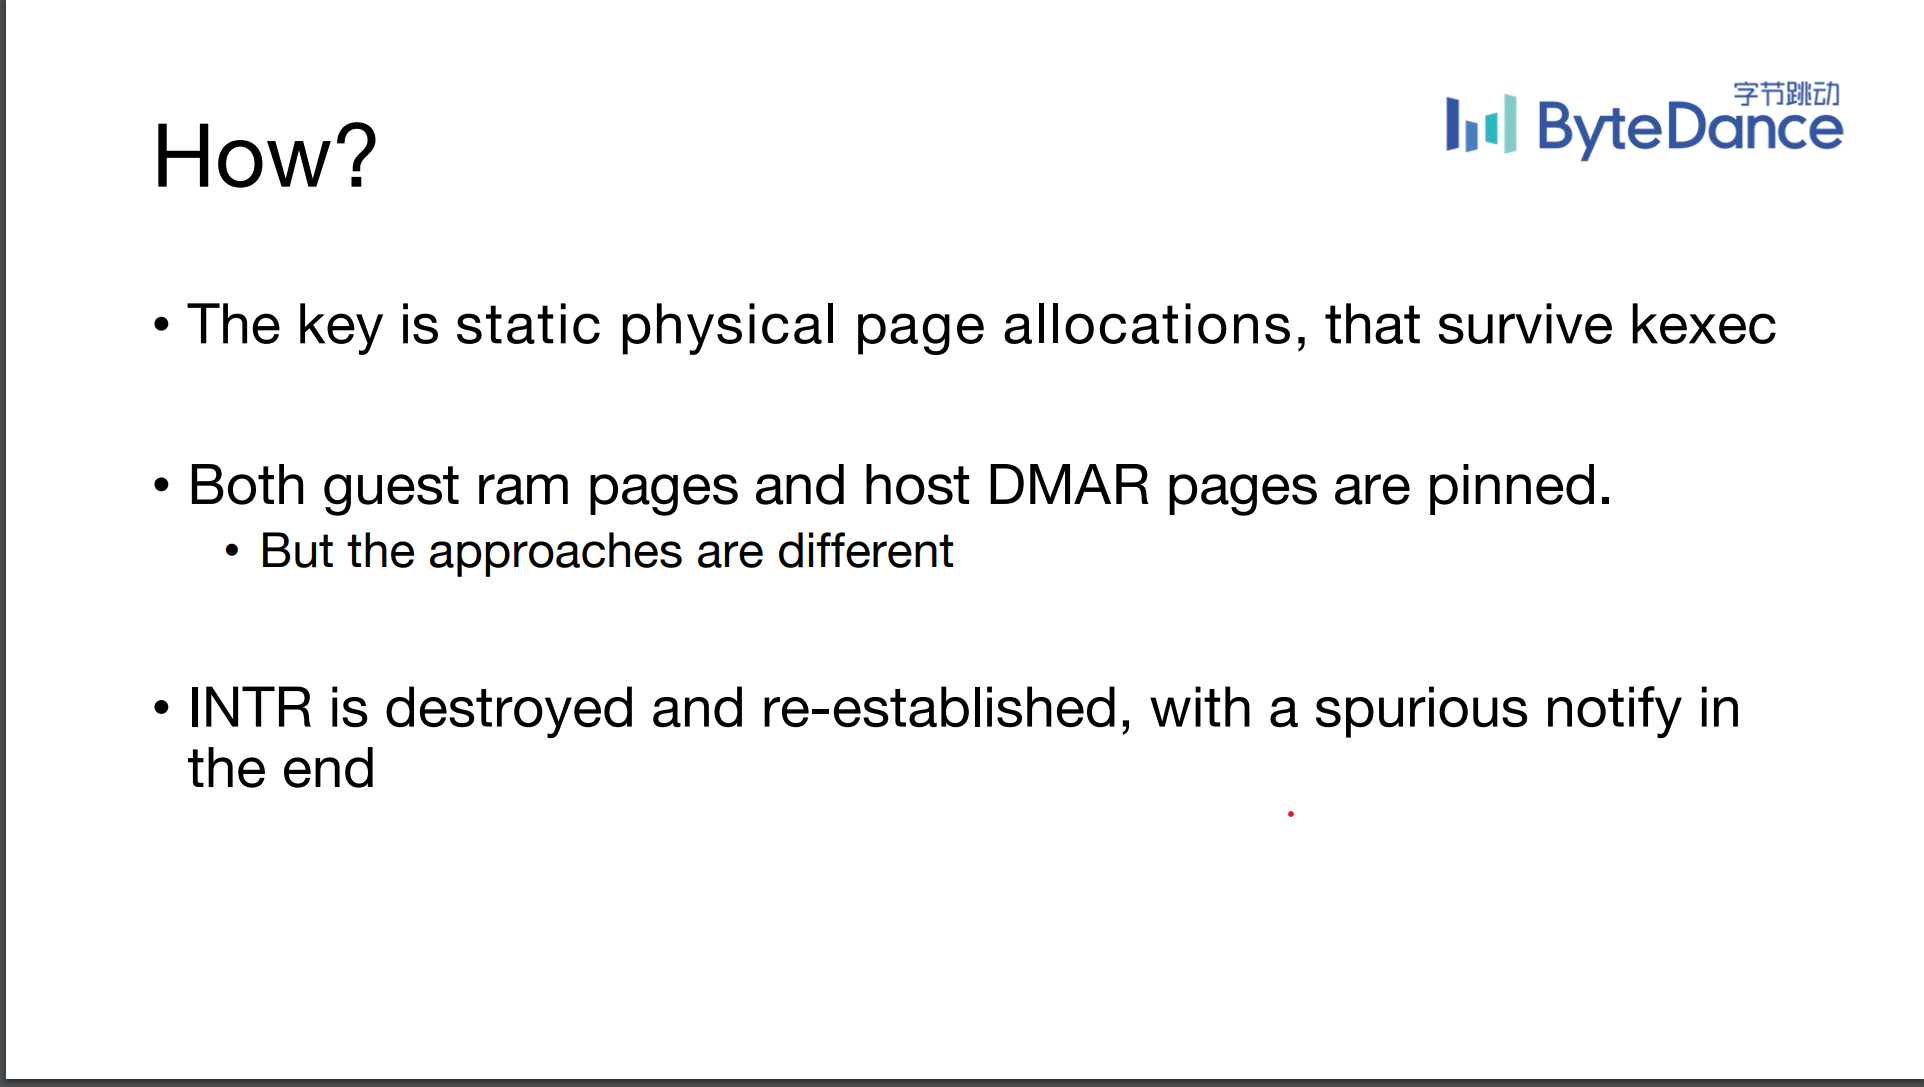 字节跳动
ByteDance
How?
• The key is static physical page allocations, that survive kexec
• Both guest ram pages and host DMAR pages are pinned.
• But the approaches are different
• INTR is destroyed and re-established, with a spurious notify in
the end